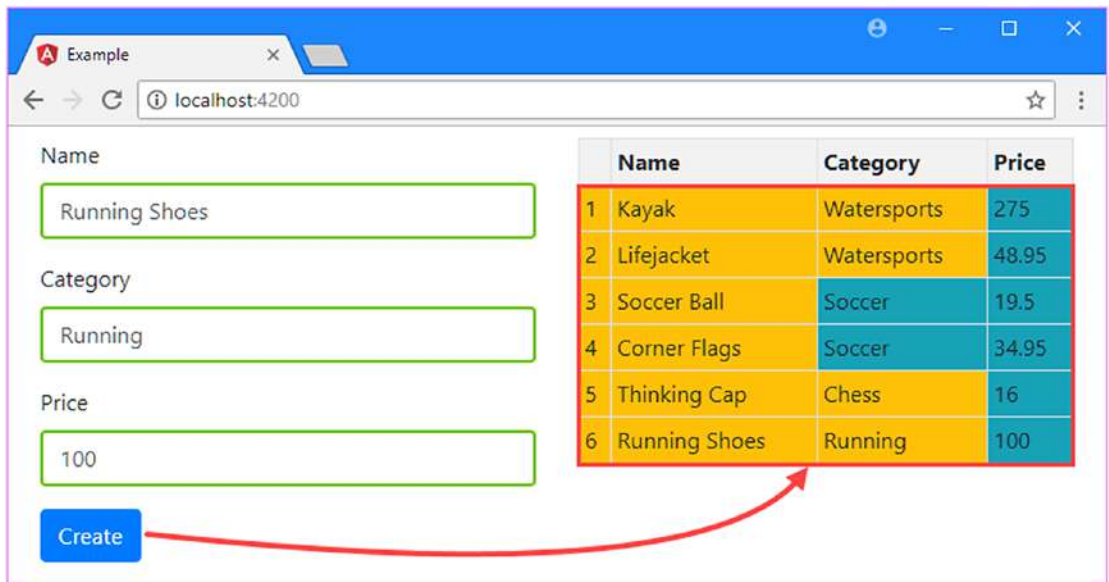 Example
localhost:4200
Name
Running Shoes
Category
Running
Price
100
Create
Name Category Price
1 Kayak Watersports 275
2 Lifejacket Watersports 48.95
3 Soccer Ball Soccer 19.5
4 Corner Flags Soccer 34.95
5 Thinking Cap Chess 16
6 Running Shoes Running 100